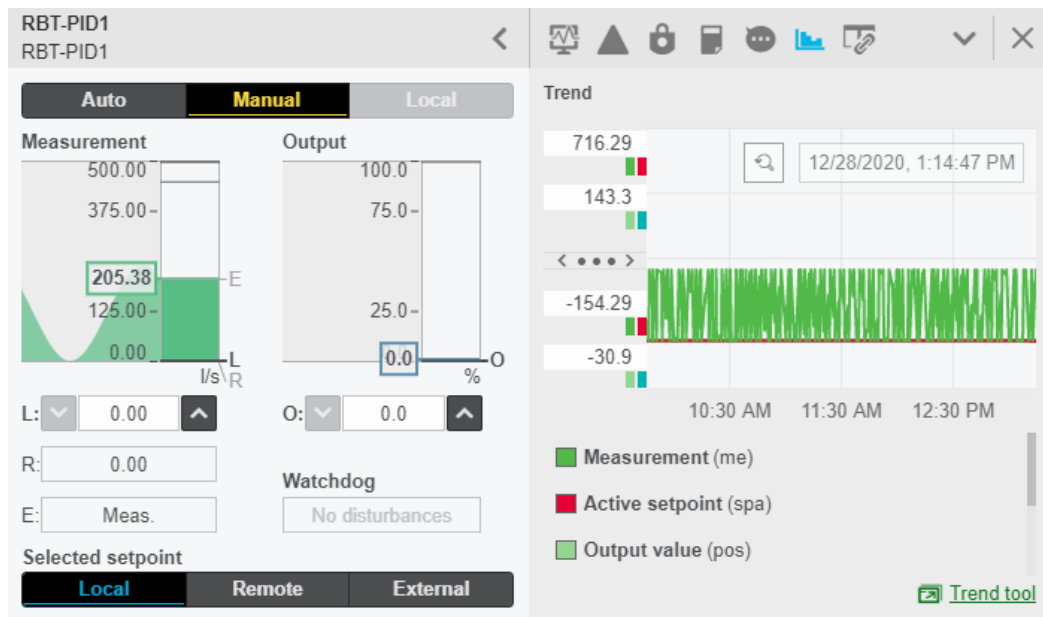 RBT-PID1
RBT-PID1
Auto
Manual
Local
Measurement
500.00
375.00
205.38
E
125.00
0.00
L
l/s
R
Output
100.0
75.0
25.0
0.0
O
%
L:
0.00
O:
0.0
R:
0.00
E:
Meas.
Watchdog
No disturbances
Selected setpoint
Local
Remote
External
Trend
716.29
143.3
12/28/2020, 1:14:47 PM
-154.29
-30.9
10:30 AM 11:30 AM 12:30 PM
Measurement (me)
Active setpoint (spa)
Output value (pos)
Trend tool